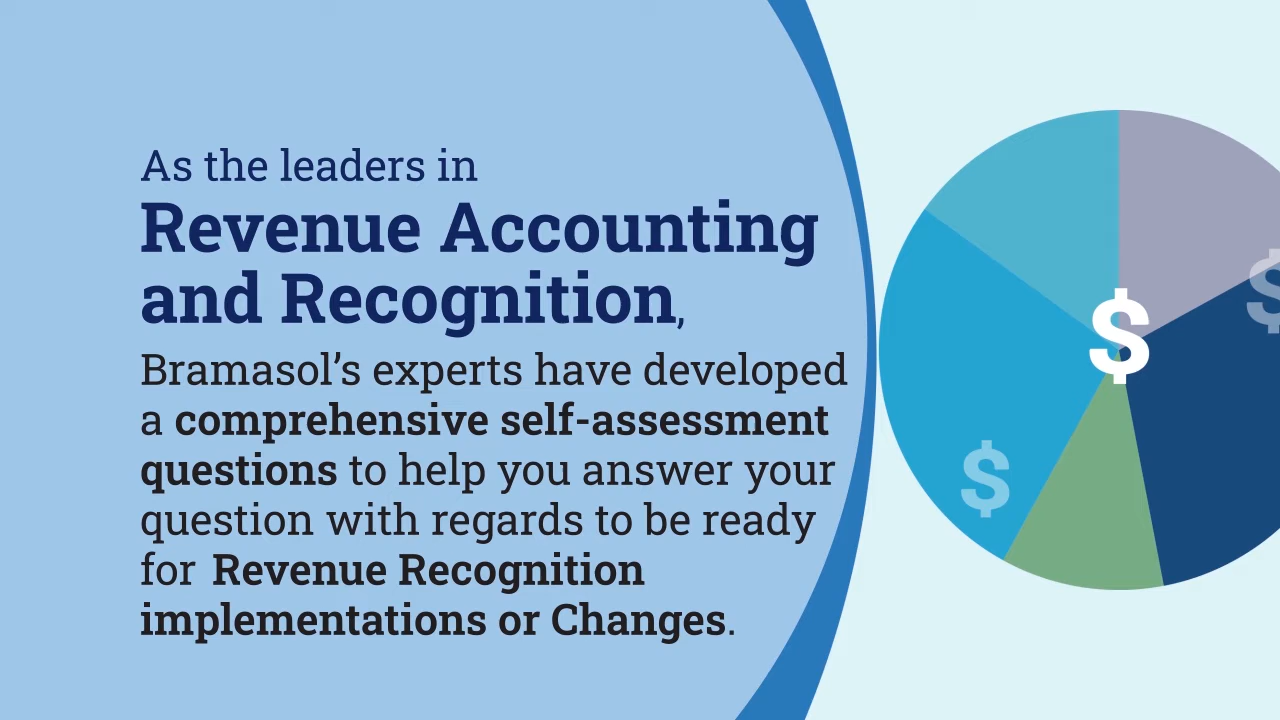 As the leaders in
Revenue Accounting
and Recognition,
Bramasol’s experts have developed
a comprehensive self-assessment
questions to help you answer your
question with regards to be ready
for Revenue Recognition
implementations or Changes.
$
$
$